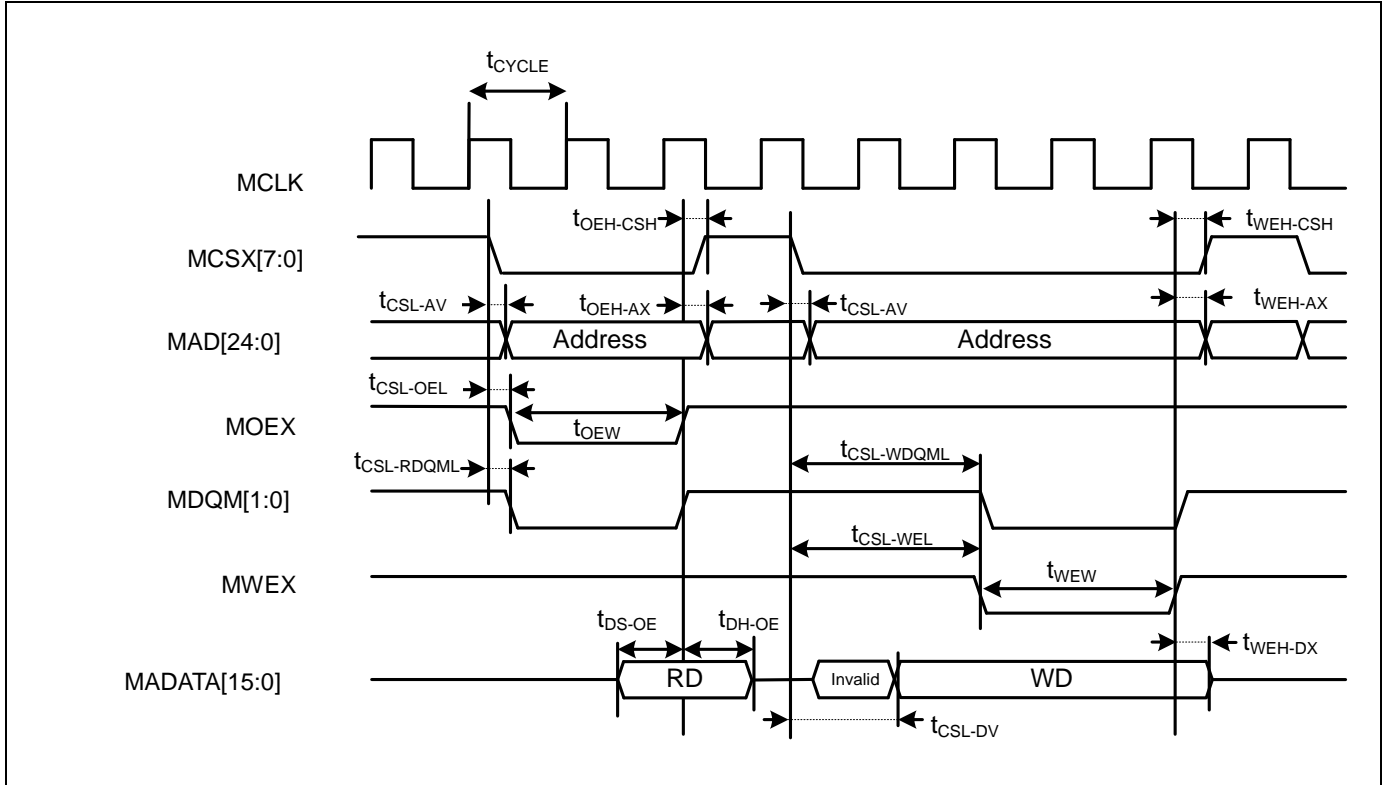 tCYCLE
MCLK
tOEH-CSH
tWEH-CSH
MCSX[7:0]
tCSL-AV
tOEH-AX
tCSL-AV
tWEH-AX
MAD[24:0]
Address
Address
tCSL-OEL
MOEX
tOEW
tCSL-WDQML
tCSL-RDQML
MDQM[1:0]
tCSL-WEL
MWEX
tWEW
tDS-OE
tDH-OE
tWEH-DX
MADATA[15:0]
RD
Invalid
WD
tCSL-DV